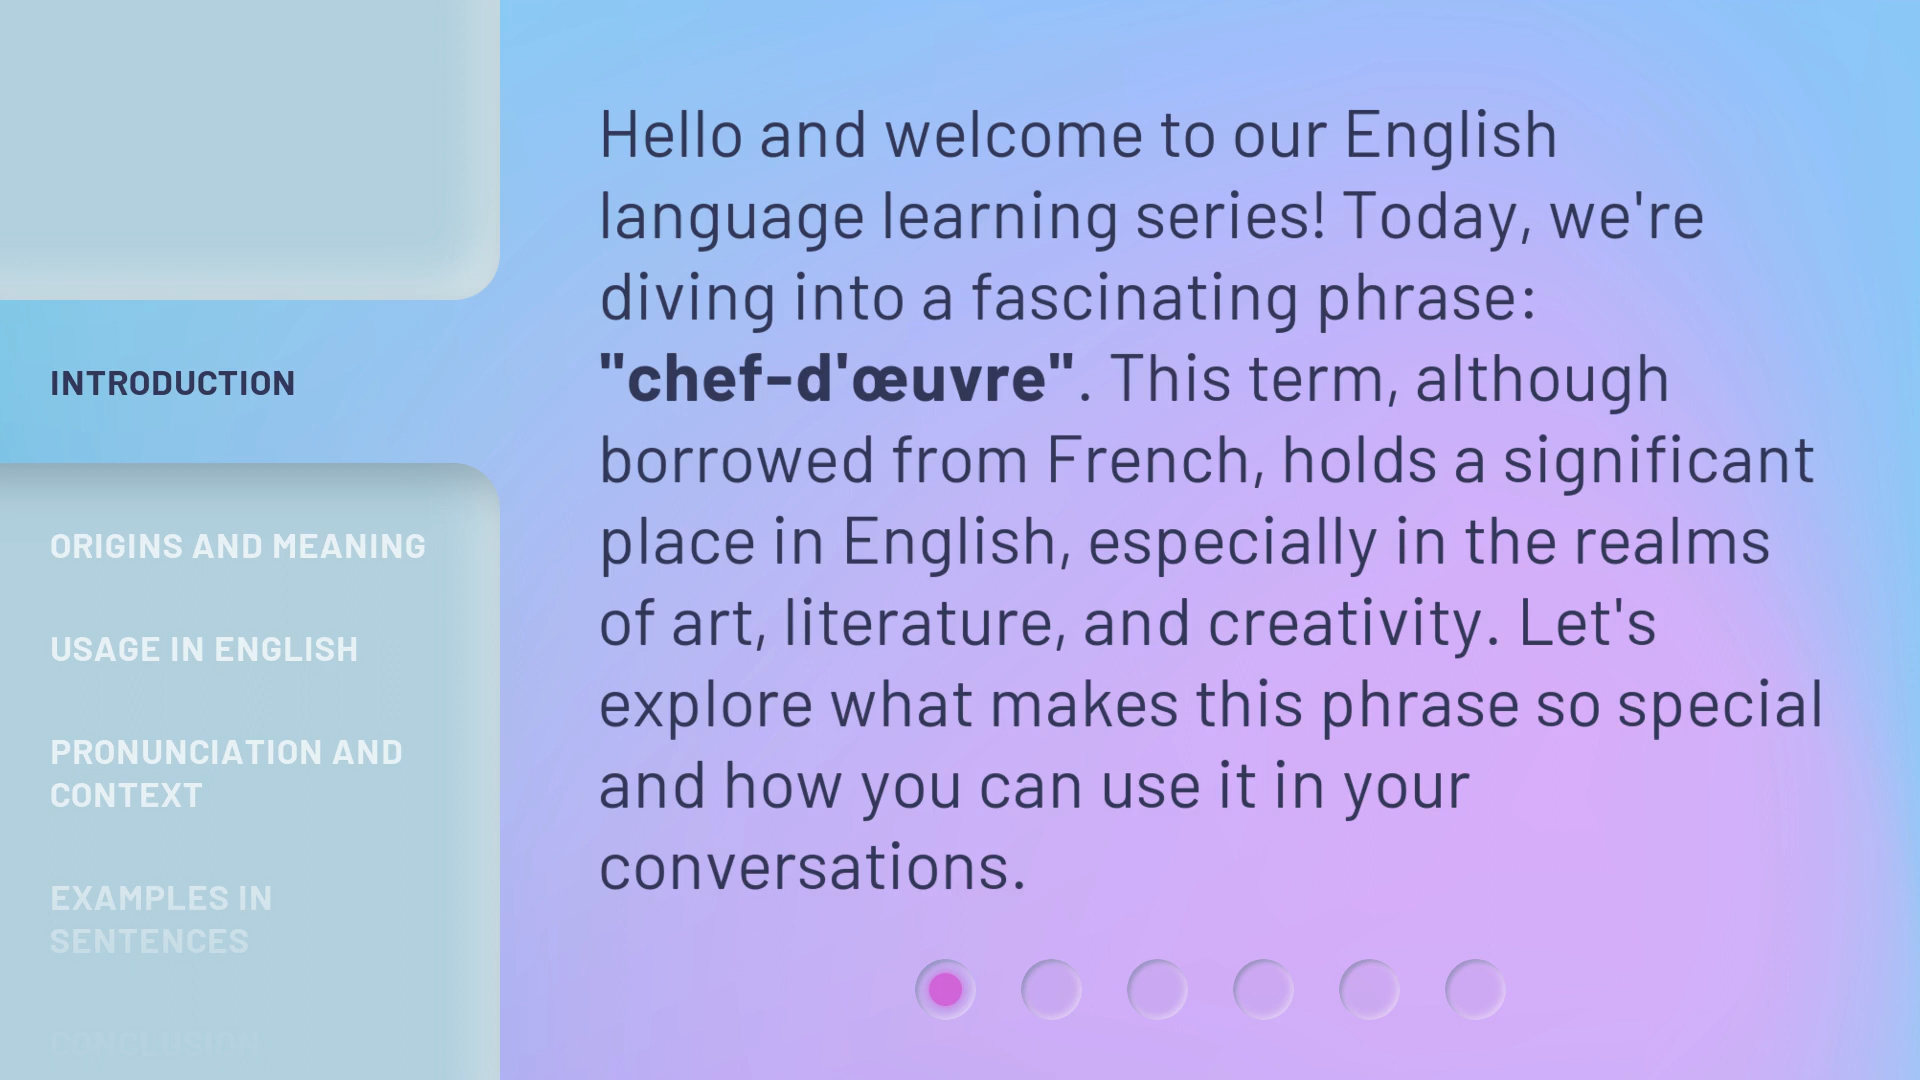 INTRODUCTION
ORIGINS AND MEANING
USAGE IN ENGLISH
PRONUNCIATION AND
CONTEXT
EXAMPLES IN
SENTENCES
CONCLUSION
Hello and welcome to our English
language learning series! Today, we're
diving into a fascinating phrase:
"chef-d'œuvre". This term, although
borrowed from French, holds a significant
place in English, especially in the realms
of art, literature, and creativity. Let's
explore what makes this phrase so special
and how you can use it in your
conversations.